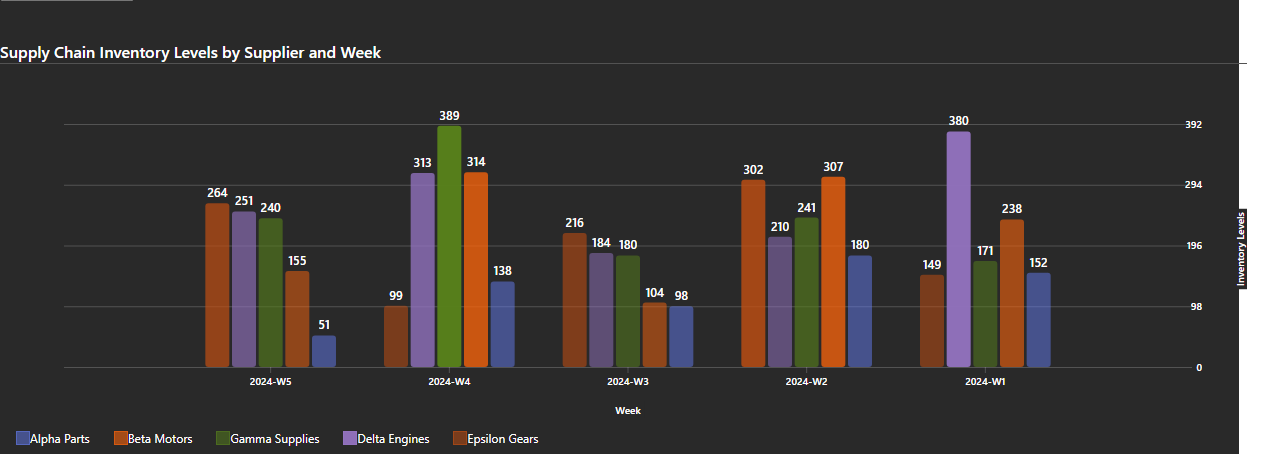 Supply Chain Inventory Levels by Supplier and Week
389
392
380
313
314
302
307
264
294
251
240
241
238
216
210
184
180
180
196
155
171
149
152
138
99
104
98
98
51
0
Inventory Levels
2024-W5
2024-W4
2024-W3
2024-W2
2024-W1
Week
Alpha Parts
Beta Motors
Gamma Supplies
Delta Engines
Epsilon Gears